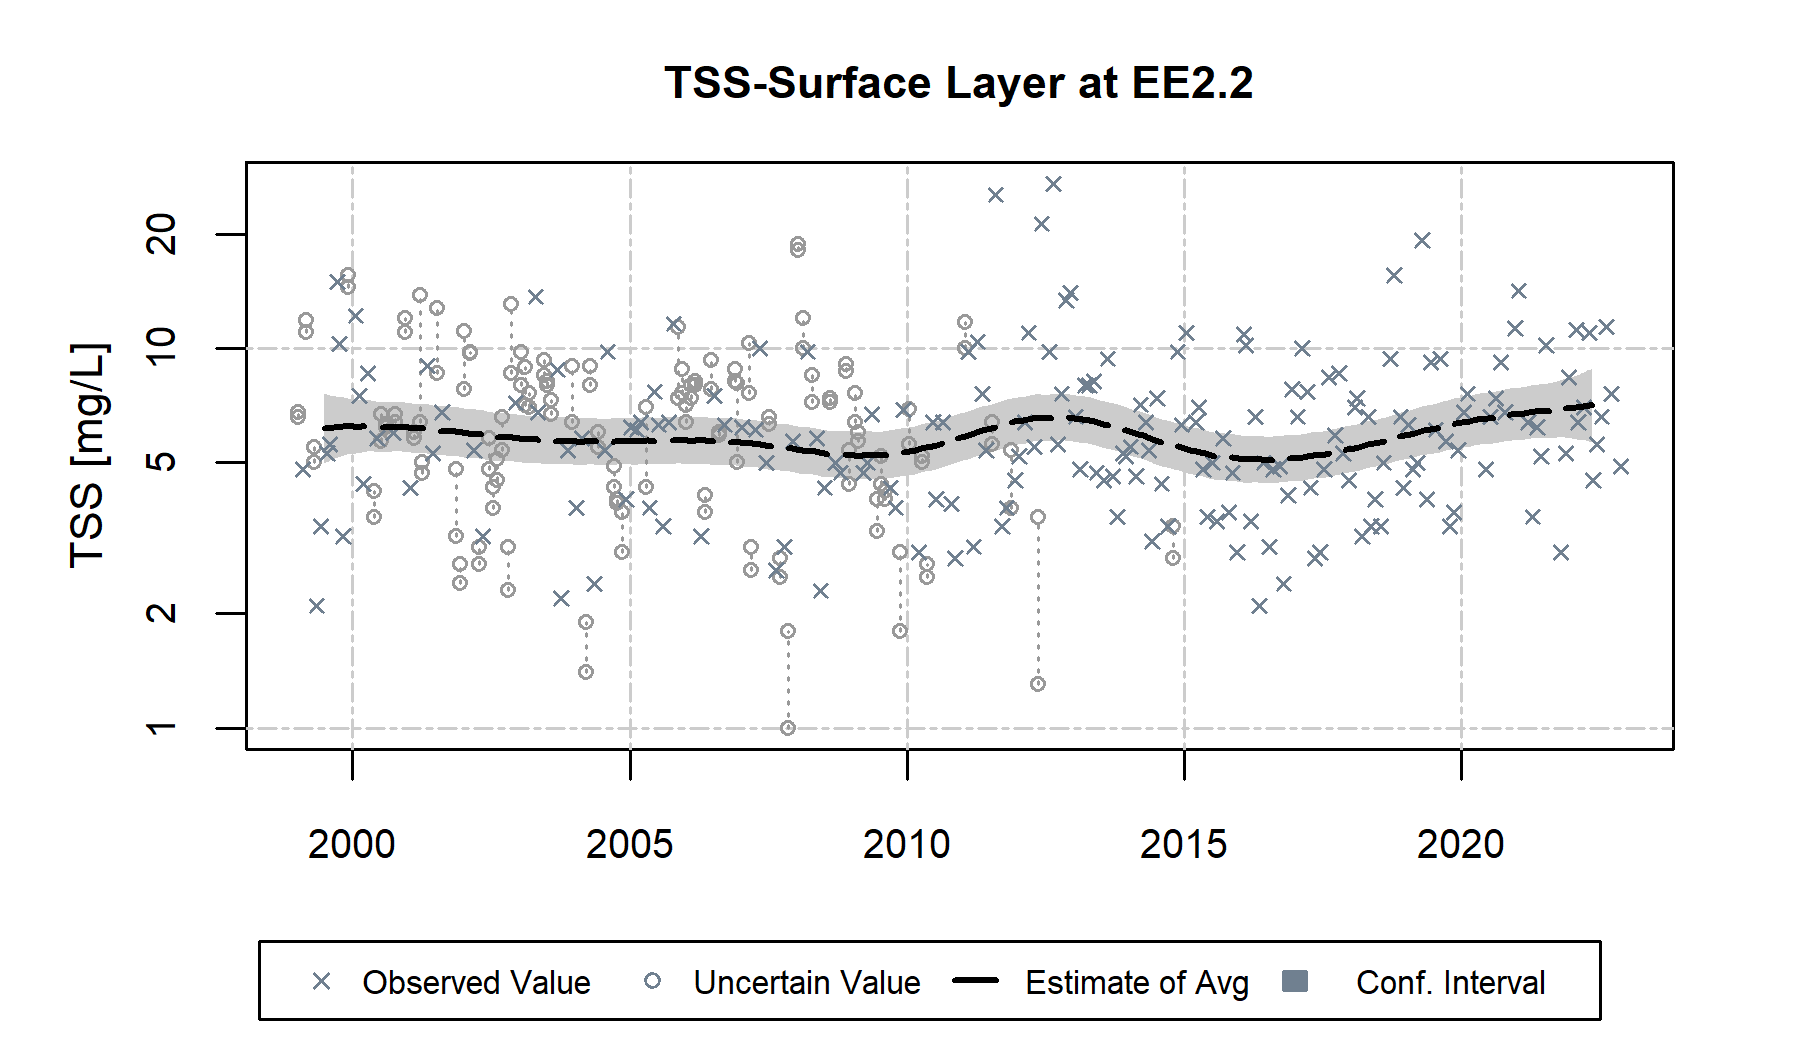 TSS-Surface Layer at EE2.2
TSS [mg/L]
20
10
5
2
1
2000 2005 2010 2015 2020
Observed Value Uncertain Value Estimate of Avg Conf. Interval